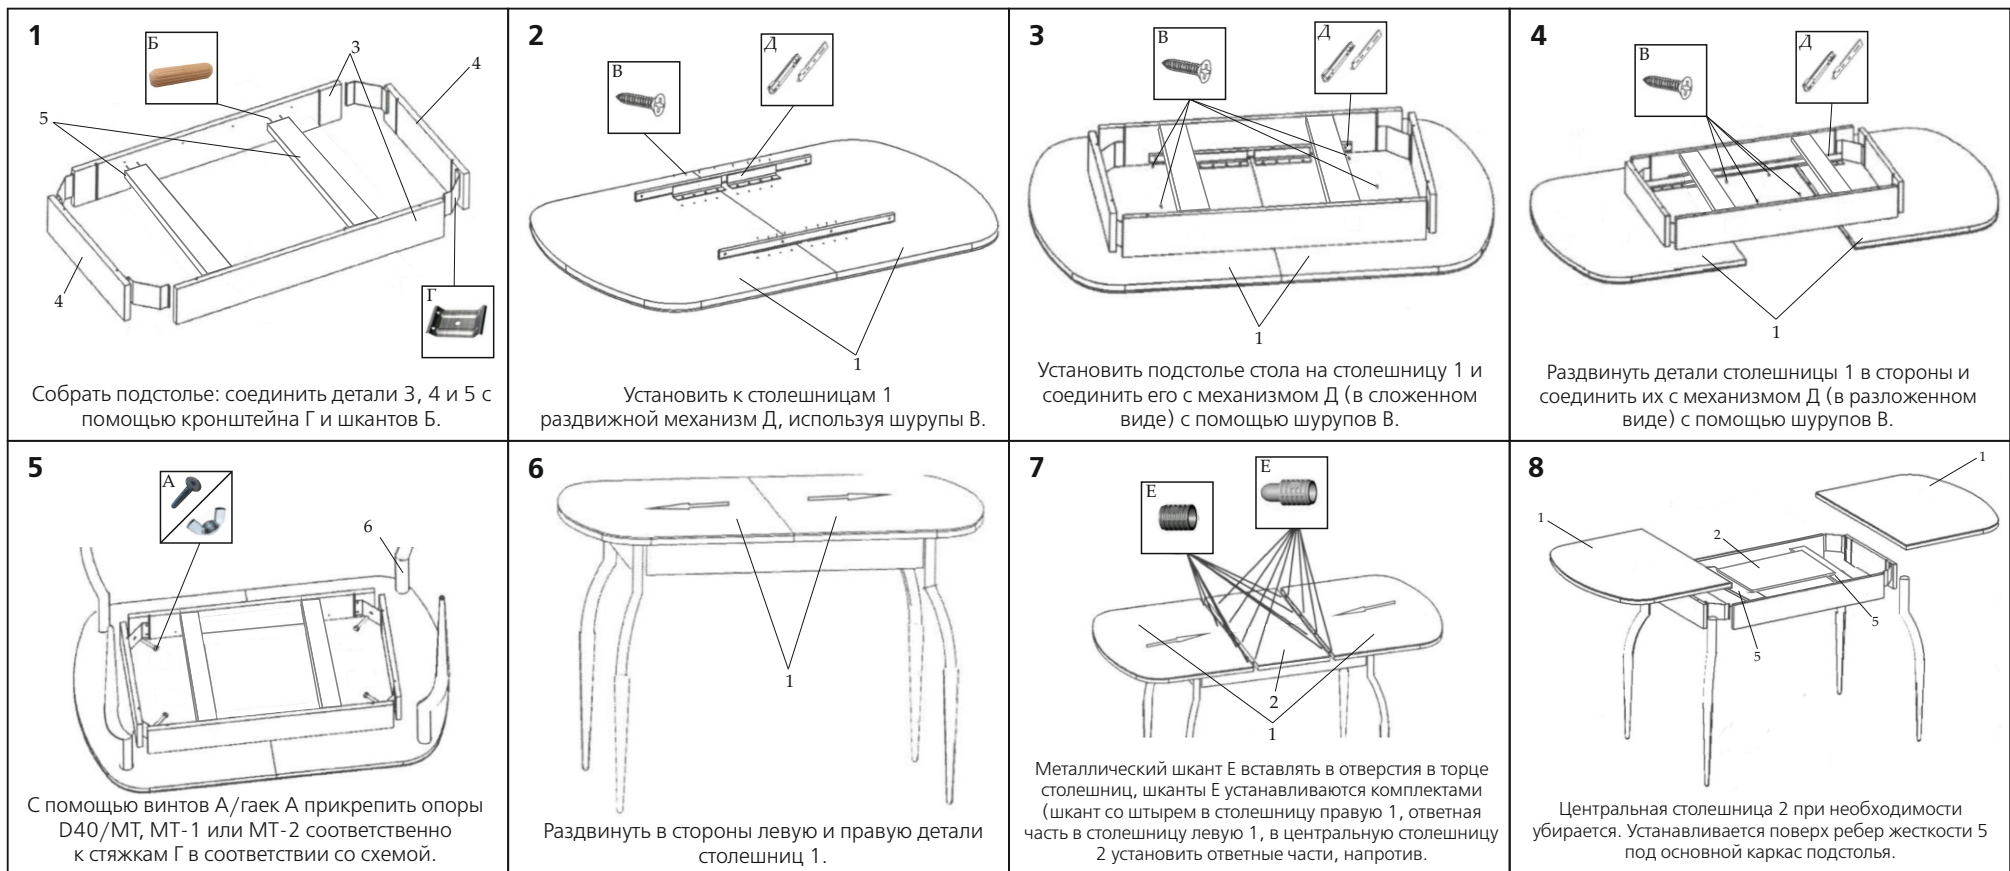 1
Б
3
4
5
4
Г
Собрать подстолье: соединить детали 3, 4 и 5 с
помощью кронштейна Г и шкантов Б.
2
В
Д
1
Установить к столешницам 1
раздвижной механизм Д, используя шурупы В.
3
В
Д
1
Установить подстолье стола на столешницу 1 и
соединить его с механизмом Д (в сложенном
виде) с помощью шурупов В.
4
В
Д
1
Раздвинуть детали столешницы 1 в стороны и
соединить их с механизмом Д (в разложенном
виде) с помощью шурупов В.
5
А
6
С помощью винтов А/гаек А прикрепить опоры
D40/МТ, МТ-1 или МТ-2 соответственно
к стяжкам Г в соответствии со схемой.
6
1
Раздвинуть в стороны левую и правую детали
столешниц 1.
7
Е
Е
2
1
Металлический шкант Е вставлять в отверстия в торце
столешниц, шканты Е устанавливаются комплектами
(шкант со штырем в столешницу правую 1, ответная
часть в столешницу левую 1, в центральную столешницу
2 установить ответные части, напротив.
8
1
1
2
5
5
Центральная столешница 2 при необходимости
убирается. Устанавливается поверх ребер жесткости 5
под основной каркас подстолья.